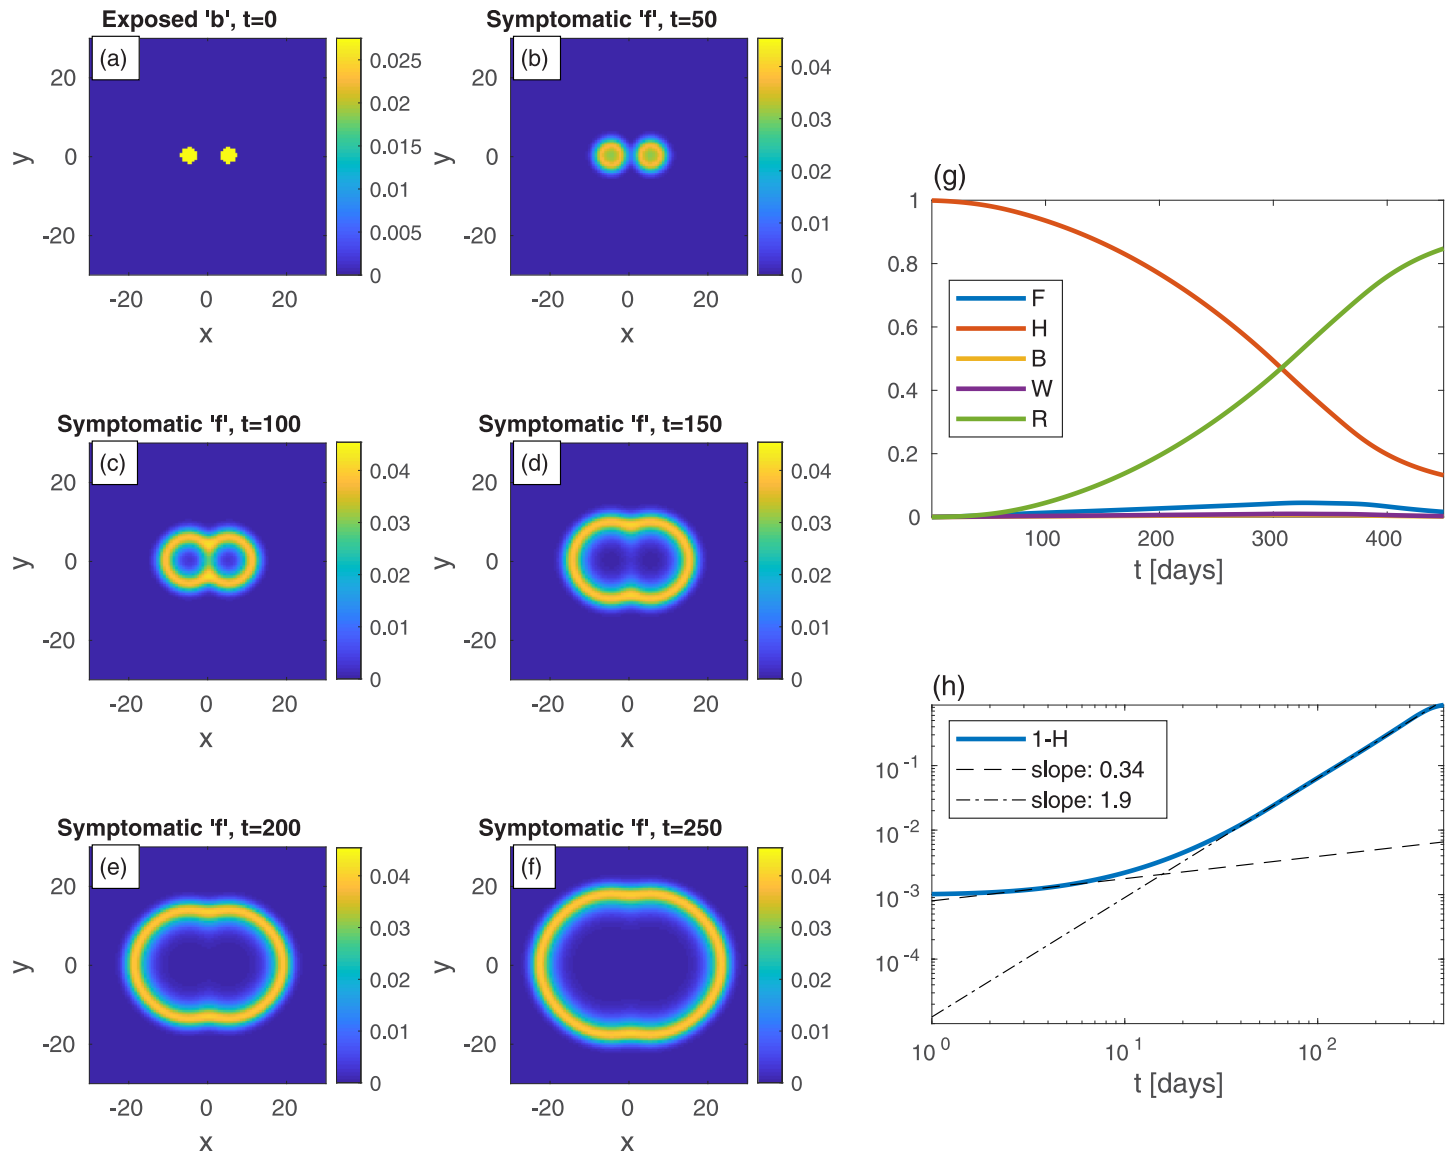 Exposed 'b', t=0
(a)
20
0
-20
y
-20
0
20
x
0.025
0.02
0.015
0.01
0.005
0
Symptomatic 'f', t=50
(b)
20
0
-20
y
-20
0
20
x
0.04
0.03
0.02
0.01
0
Symptomatic 'f', t=100
(c)
20
0
-20
y
-20
0
20
x
0.04
0.03
0.02
0.01
0
Symptomatic 'f', t=150
(d)
20
0
-20
y
-20
0
20
x
0.04
0.03
0.02
0.01
0
Symptomatic 'f', t=200
(e)
20
0
-20
y
-20
0
20
x
0.04
0.03
0.02
0.01
0
Symptomatic 'f', t=250
(f)
20
0
-20
y
-20
0
20
x
0.04
0.03
0.02
0.01
0
(g)
1
0.8
0.6
0.4
0.2
0
F
H
B
W
R
100
200
300
400
t [days]
(h)
10^-1
10^-2
10^-3
10^-4
1-H
slope: 0.34
slope: 1.9
10^0
10^1
10^2
t [days]